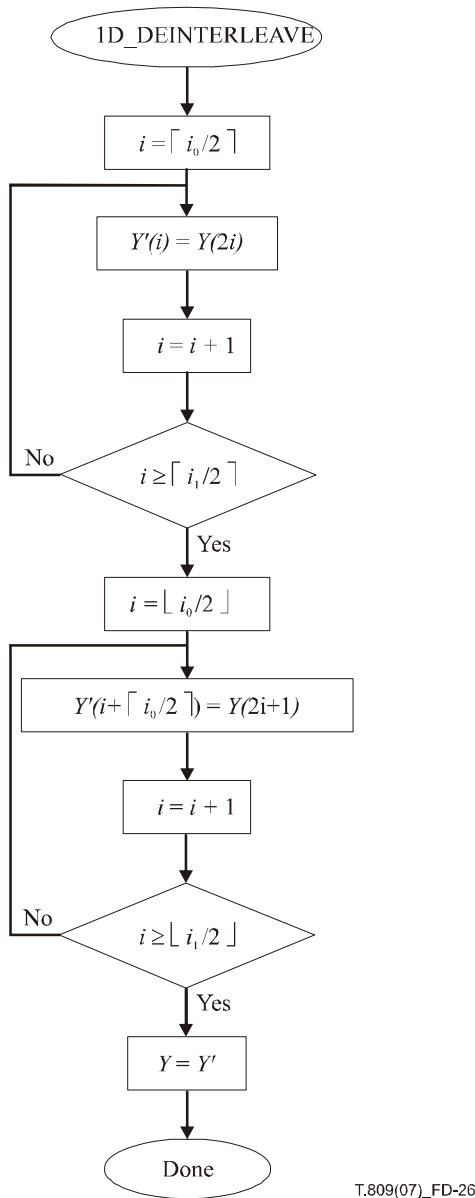 1D_DEINTERLEAVE
i = ⌈ i₀/2 ⌉
Y'(i) = Y(2i)
i = i + 1
i ≥ ⌈ i₁/2 ⌉
No
Yes
i = ⌊ i₀/2 ⌋
Y'(i+⌈ i₀/2 ⌉) = Y(2i+1)
i = i + 1
i ≥ ⌊ i₁/2 ⌋
No
Yes
Y = Y'
Done
T.809(07)_FD-26